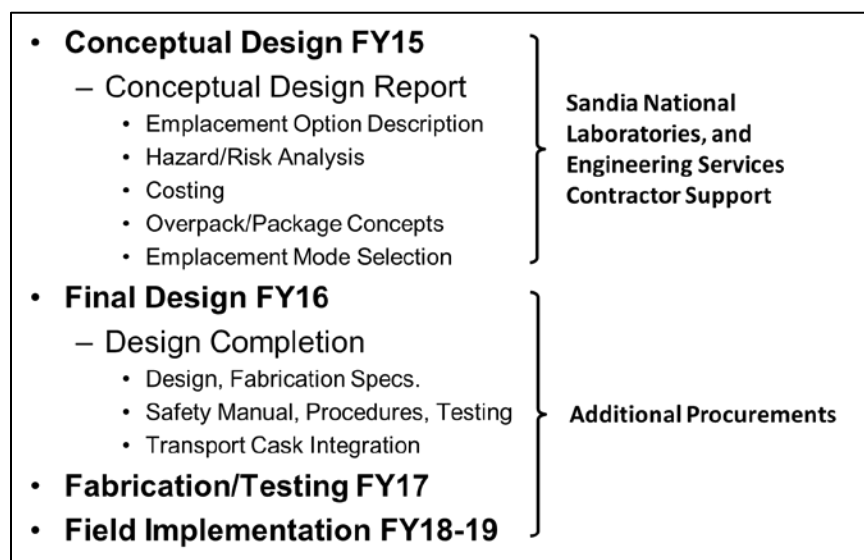 • Conceptual Design FY15
– Conceptual Design Report
• Emplacement Option Description
• Hazard/Risk Analysis
• Costing
• Overpack/Package Concepts
• Emplacement Mode Selection
Sandia National
Laboratories, and
Engineering Services
Contractor Support
• Final Design FY16
– Design Completion
• Design, Fabrication Specs.
• Safety Manual, Procedures, Testing
• Transport Cask Integration
• Fabrication/Testing FY17
• Field Implementation FY18-19
Additional Procurements